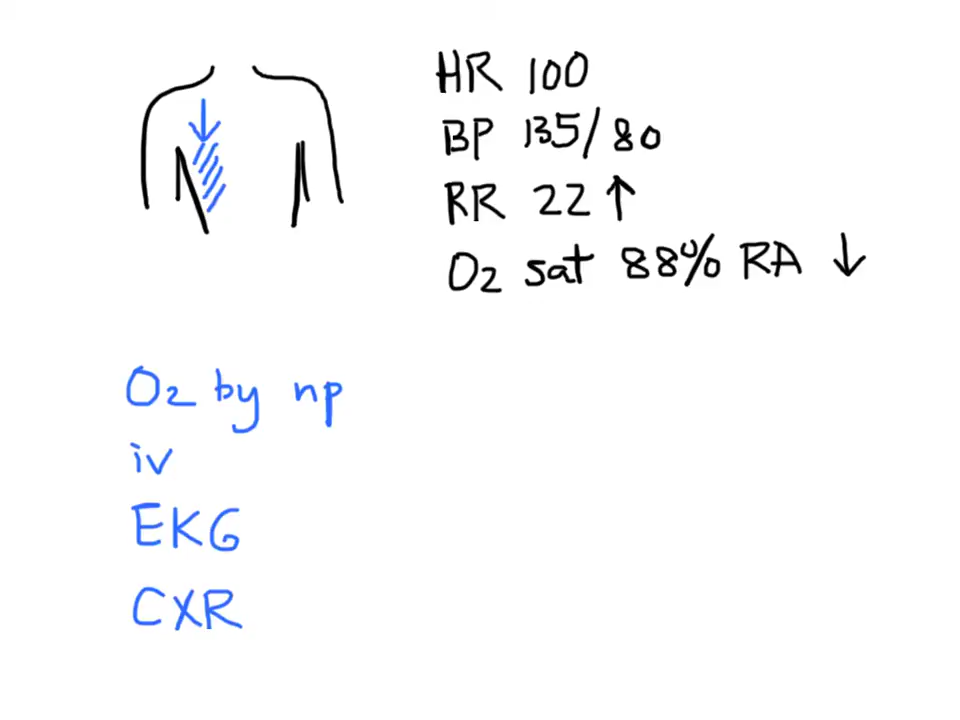 HR 100
BP 135/80
RR 22 ↑
O2 sat 88% RA ↓
O2 by np
iv
EKG
CXR